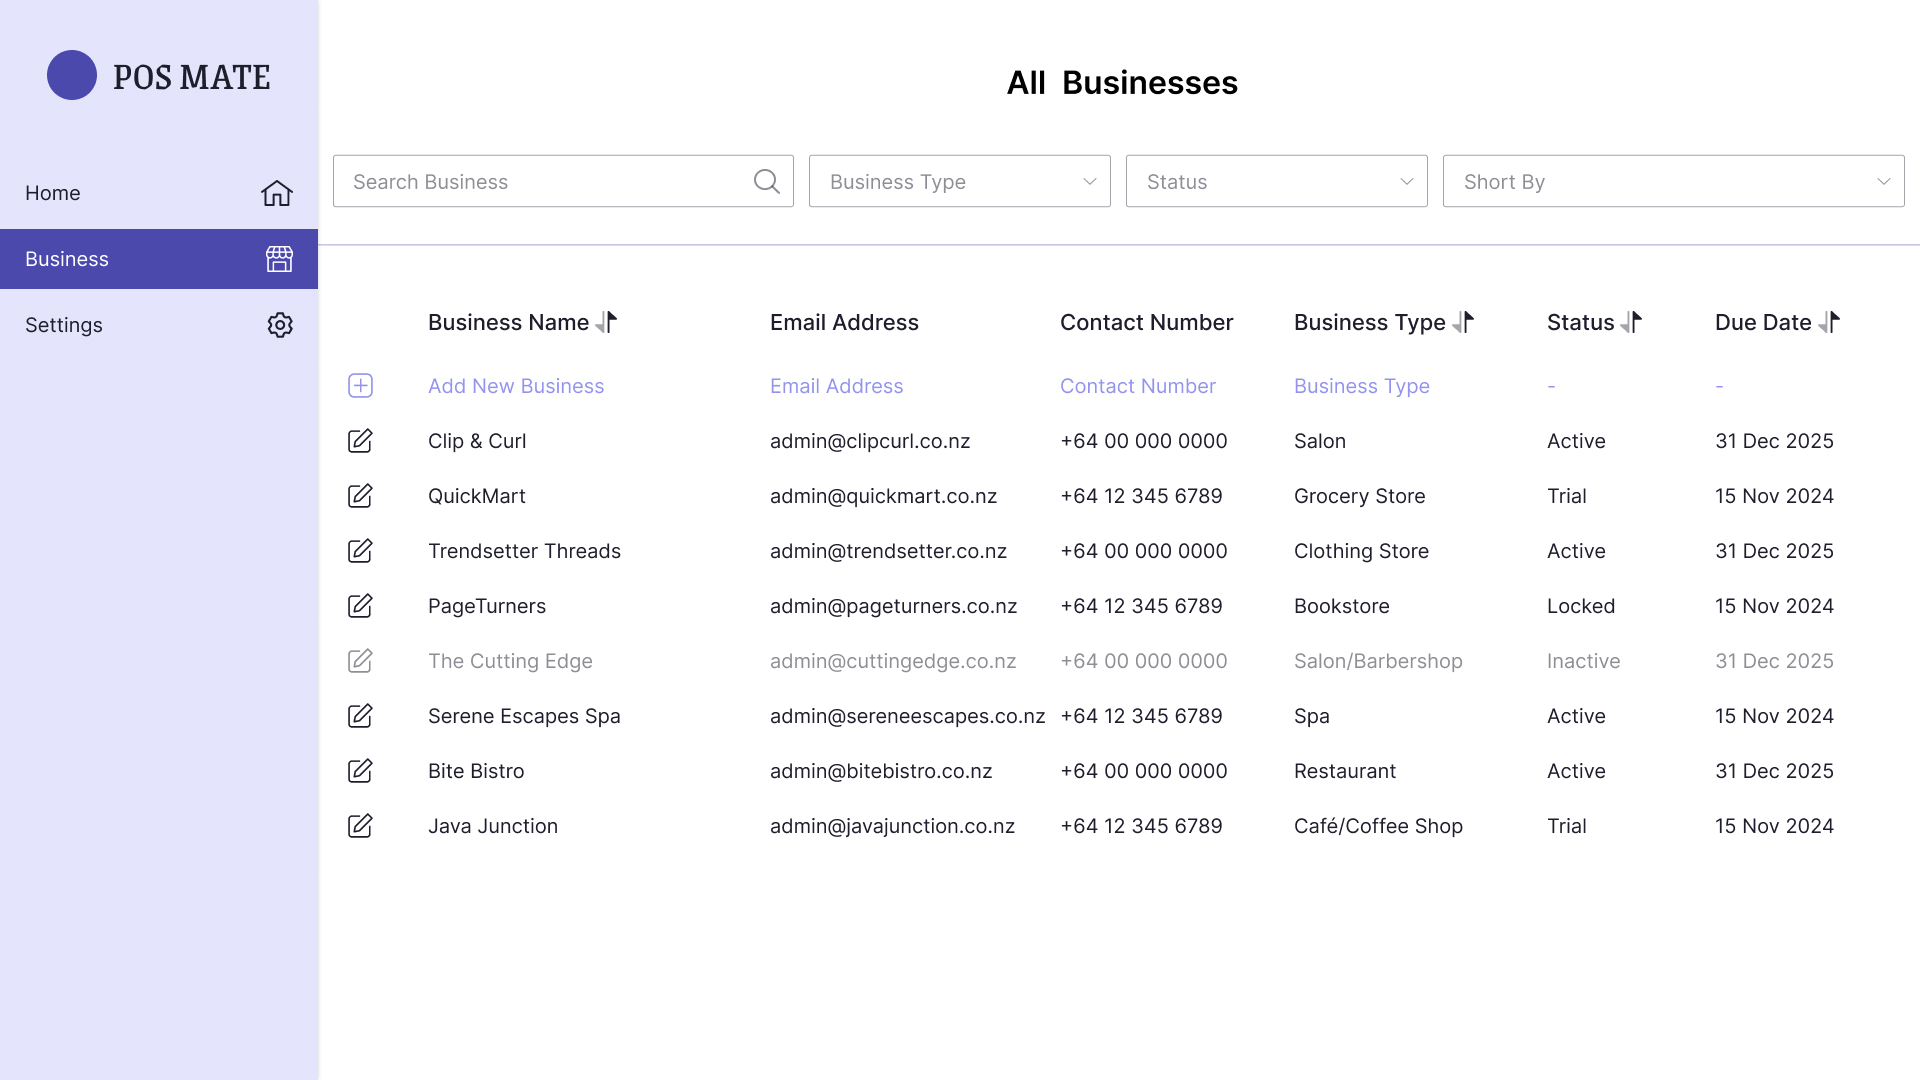 POS MATE
Home
Business
Settings
All Businesses
Search Business
Business Type
Status
Short By
Business Name Email Address Contact Number Business Type Status Due Date
Add New Business Email Address Contact Number Business Type - -
Clip & Curl admin@clipcurl.co.nz +64 00 000 0000 Salon Active 31 Dec 2025
QuickMart admin@quickmart.co.nz +64 12 345 6789 Grocery Store Trial 15 Nov 2024
Trendsetter Threads admin@trendsetter.co.nz +64 00 000 0000 Clothing Store Active 31 Dec 2025
PageTurners admin@pageturners.co.nz +64 12 345 6789 Bookstore Locked 15 Nov 2024
The Cutting Edge admin@cuttingedge.co.nz +64 00 000 0000 Salon/Barbershop Inactive 31 Dec 2025
Serene Escapes Spa admin@sereneescapes.co.nz +64 12 345 6789 Spa Active 15 Nov 2024
Bite Bistro admin@bitebistro.co.nz +64 00 000 0000 Restaurant Active 31 Dec 2025
Java Junction admin@javajunction.co.nz +64 12 345 6789 Café/Coffee Shop Trial 15 Nov 2024